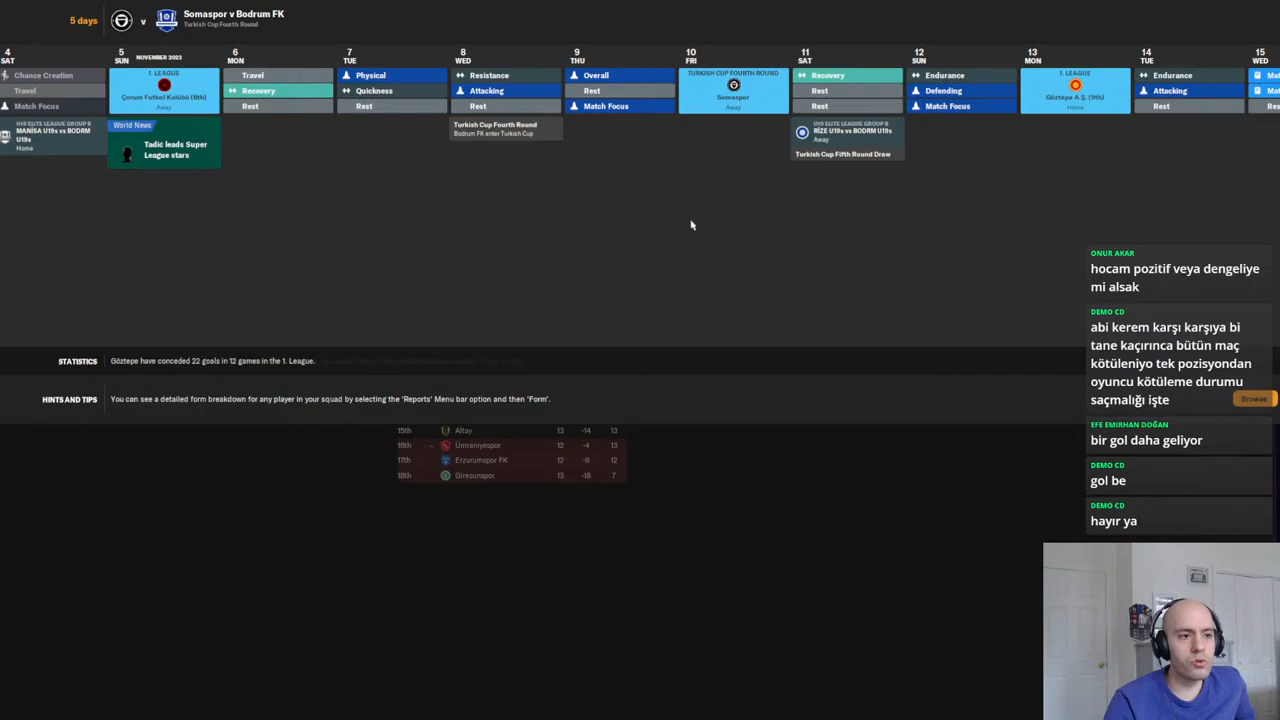 5 days
v
Somaspor v Bodrum FK
Turkish Cup Fourth Round
4
SAT
5
SUN
NOVEMBER 2023
6
MON
7
TUE
8
WED
9
THU
10
FRI
11
SAT
12
SUN
13
MON
14
TUE
15
WED
Chance Creation
Travel
Match Focus
U19 ELITE LEAGUE GROUP B
MANİSA U19s vs BODRM U19s
Home
1. LEAGUE
Çorum Futbol Kulübü (8th)
Away
World News
Tadić leads Super
League stars
Travel
Recovery
Rest
Physical
Quickness
Rest
Resistance
Attacking
Rest
Turkish Cup Fourth Round
Bodrum FK enter Turkish Cup
Overall
Rest
Match Focus
TURKISH CUP FOURTH ROUND
Somaspor
Away
Recovery
Rest
Rest
U19 ELITE LEAGUE GROUP B
RİZE U19s vs BODRM U19s
Away
Turkish Cup Fifth Round Draw
Endurance
Defending
Match Focus
1. LEAGUE
Göztepe A.Ş. (9th)
Home
Endurance
Attacking
Rest
Ma
Ma
Rest
STATISTICS
Göztepe have conceded 22 goals in 12 games in the 1. League.
HINTS AND TIPS
You can see a detailed form breakdown for any player in your squad by selecting the 'Reports' Menu bar option and then 'Form'.
Browse
15th Altay 13 -14 13
16th - Ümraniyespor 12 -4 13
17th Erzurumspor FK 12 -8 12
18th Giresunspor 13 -18 7
ONUR AKAR
hocam pozitif veya dengeliye
mi alsak
DEMO CD
abi kerem karşı karşıya bi
tane kaçırınca bütün maç
kötüleniyo tek pozisyondan
oyuncu kötüleme durumu
saçmalığı işte
EFE EMIRHAN DOĞAN
bir gol daha geliyor
DEMO CD
gol be
DEMO CD
hayır ya